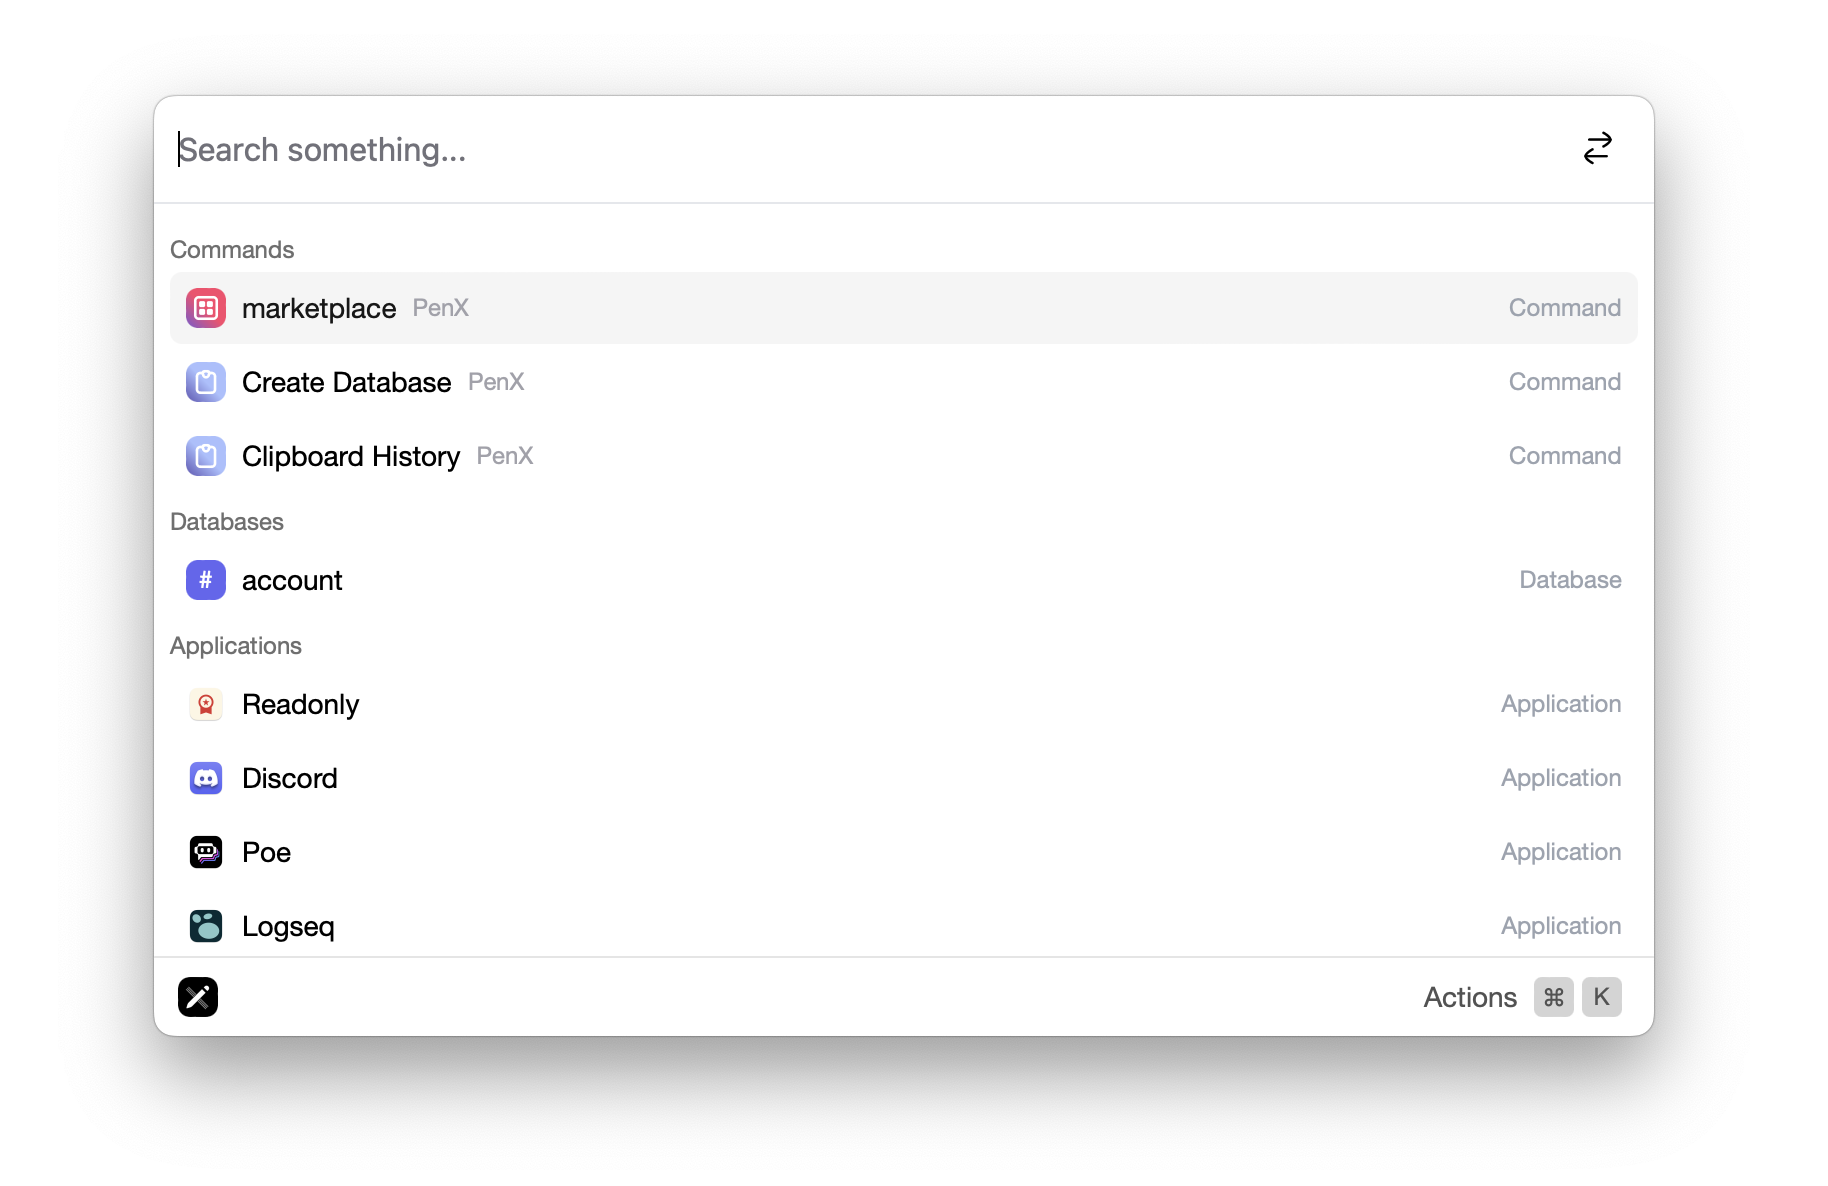 Search something...
Commands
marketplace PenX Command
Create Database PenX Command
Clipboard History PenX Command
Databases
# account Database
Applications
Readonly Application
Discord Application
Poe Application
Logseq Application
Actions ⌘ K